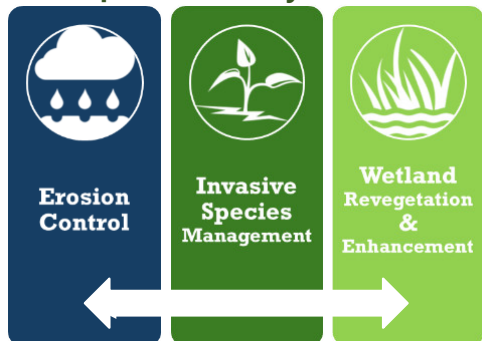 Erosion
Control
Invasive
Species
Management
Wetland
Revegetation
&
Enhancement